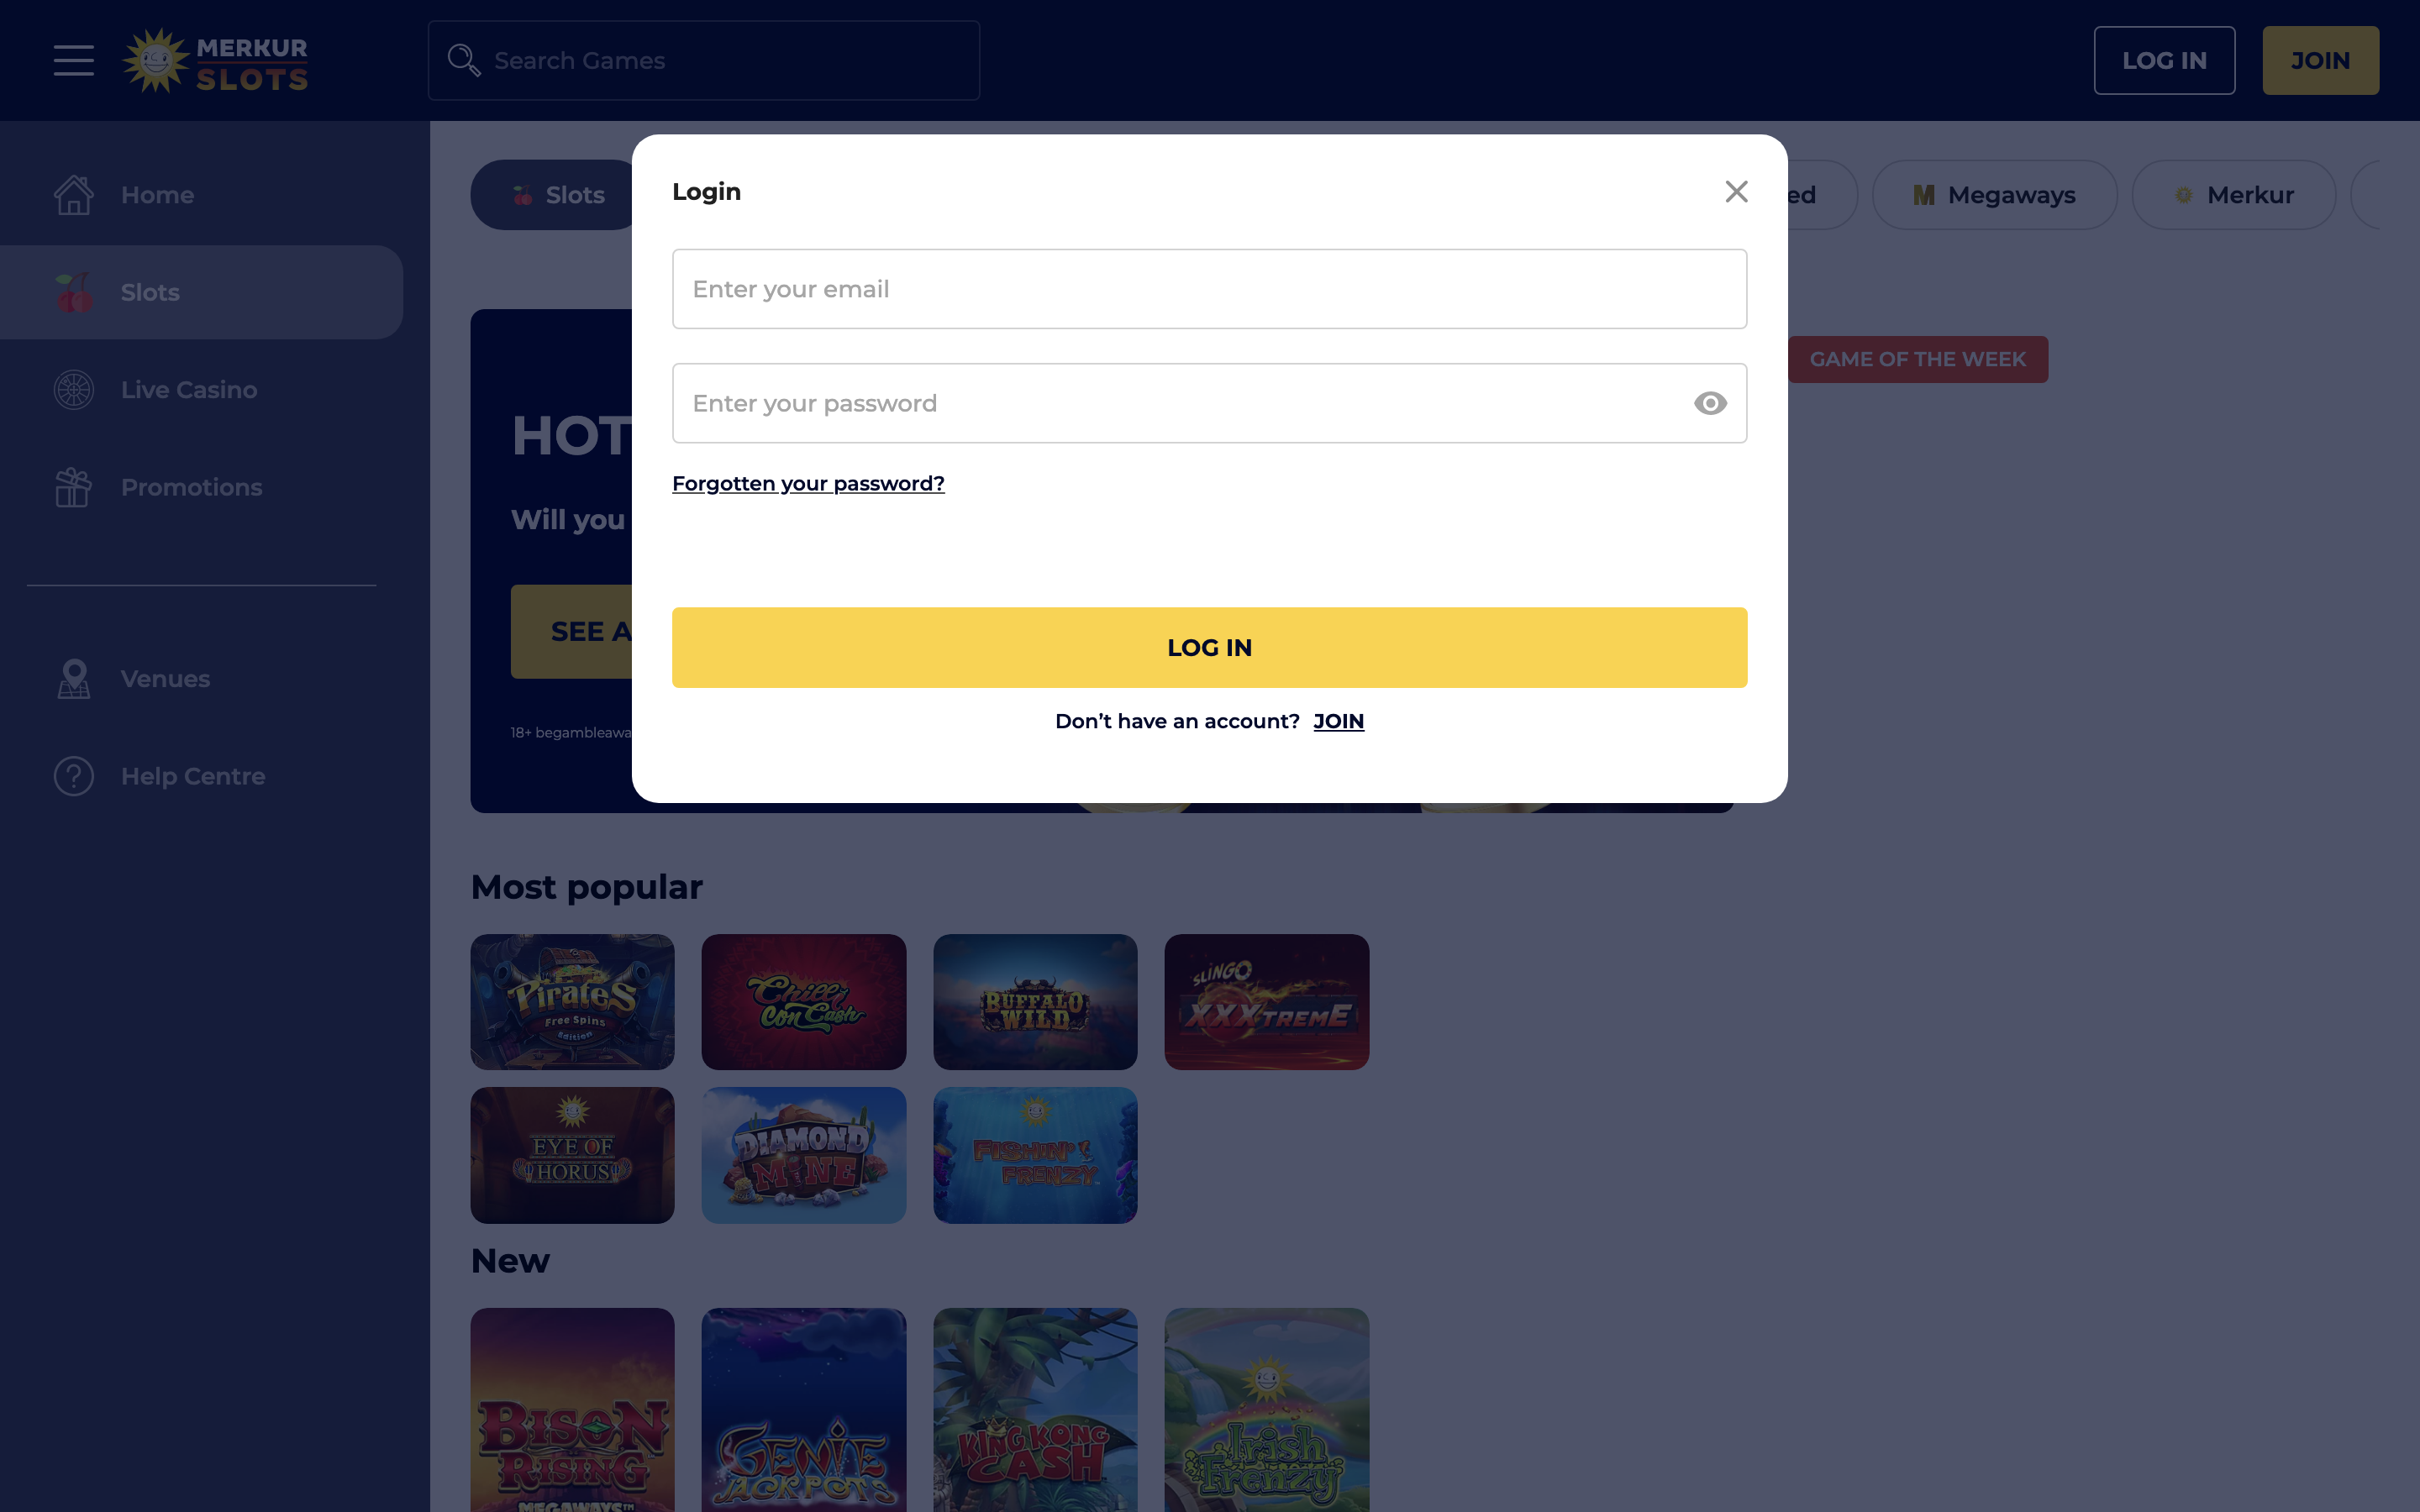 MERKUR
SLOTS
Search Games
LOG IN
JOIN
Home
Slots
Live Casino
Promotions
Venues
Help Centre
Slots
Megaways
Merkur
Login
Enter your email
Enter your password
Forgotten your password?
LOG IN
Don't have an account? JOIN
GAME OF THE WEEK
HOT
Will you
SEE A
18+ begambleawa
Most popular
Pirates
Free Spins
Edition
Chilli
Con Cash
BUFFALO
WILD
SLINGO
XXXTREME
EYE OF
HORUS
DIAMOND
MINE
FISHIN'
FRENZY
New
BISON
RISING
MEGAWAYS™
GENIE
JACKPOTS
KING KONG
CASH
Irish
Frenzy